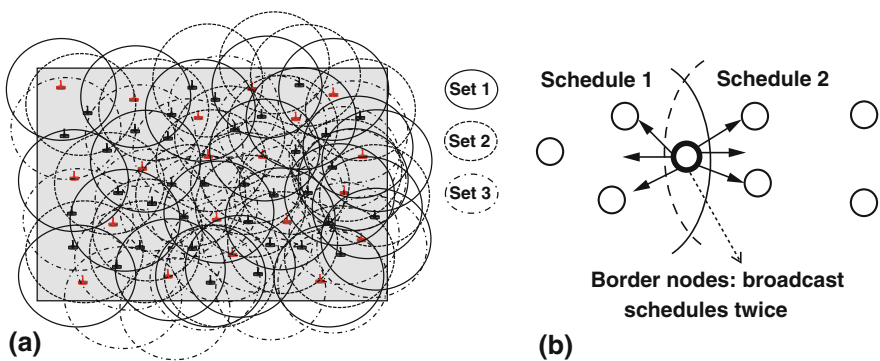 Set 1
Set 2
Set 3
(a)
Schedule 1
Schedule 2
Border nodes: broadcast
schedules twice
(b)